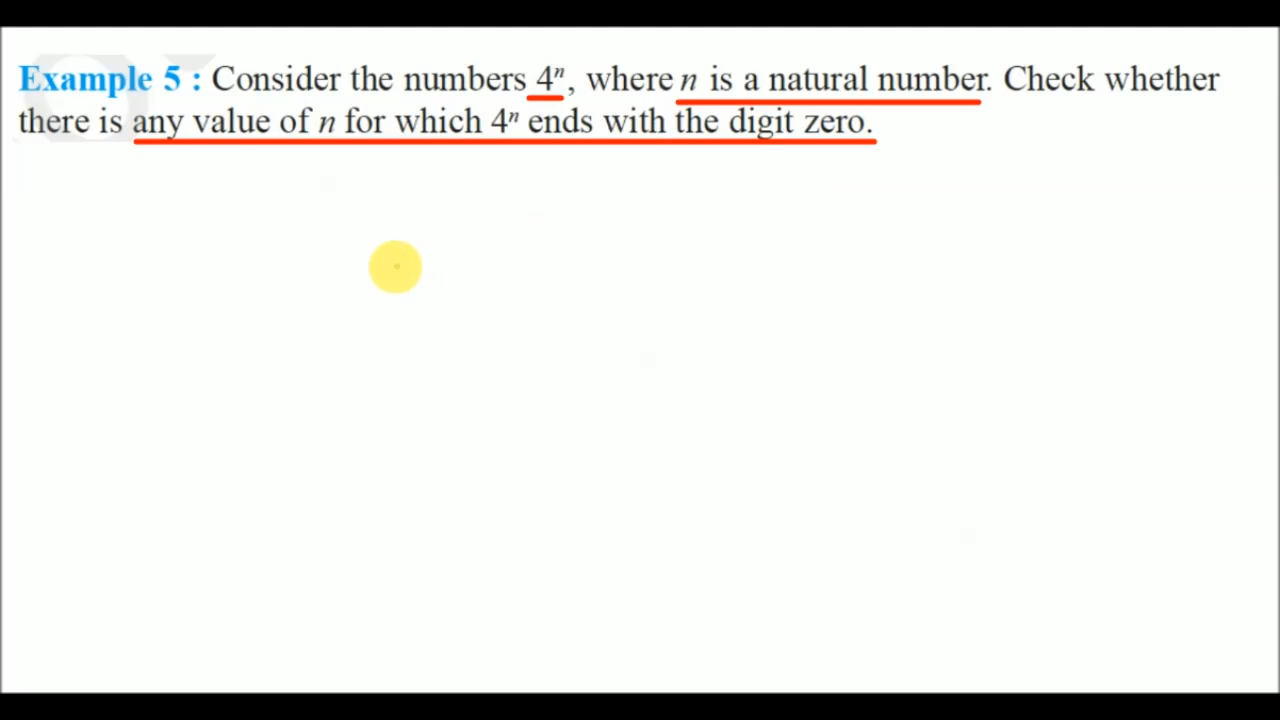 Example 5 : Consider the numbers 4ⁿ, where n is a natural number. Check whether
there is any value of n for which 4ⁿ ends with the digit zero.